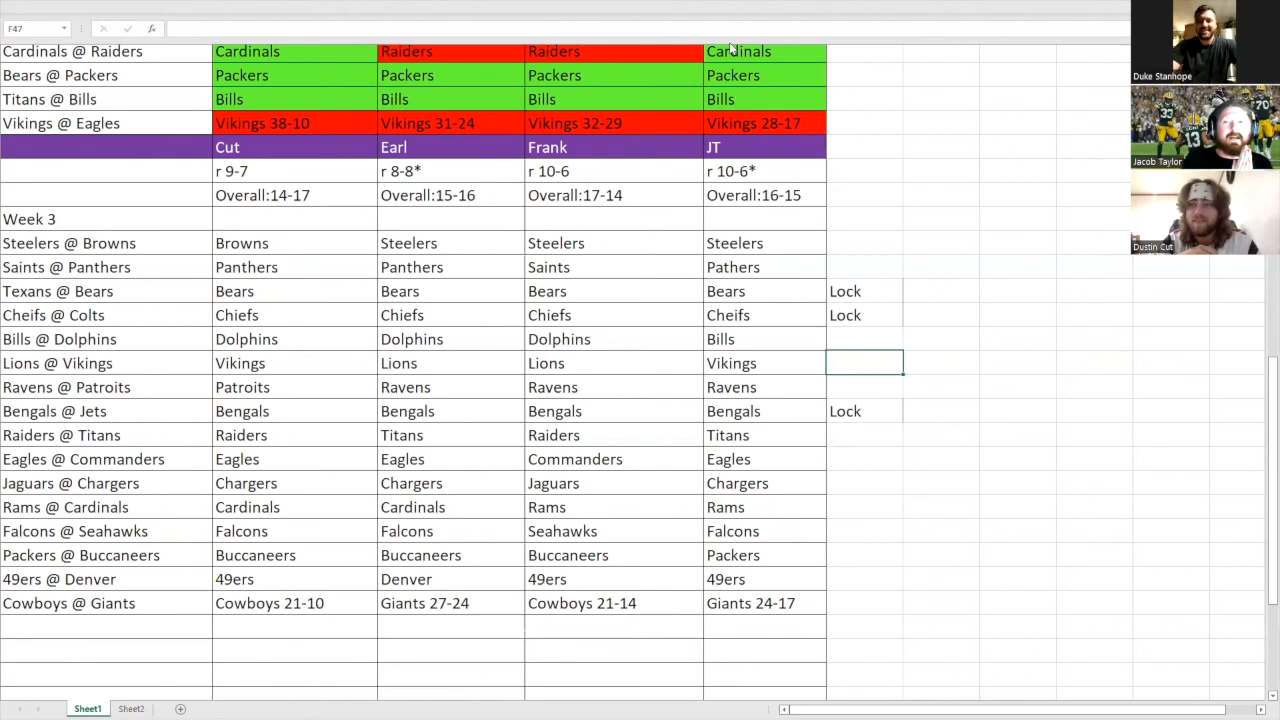 F47
fx
Cardinals @ Raiders Cardinals Raiders Raiders Cardinals
Bears @ Packers Packers Packers Packers Packers
Titans @ Bills Bills Bills Bills Bills
Vikings @ Eagles Vikings 38-10 Vikings 31-24 Vikings 32-29 Vikings 28-17
Cut Earl Frank JT
r 9-7 r 8-8* r 10-6 r 10-6*
Overall:14-17 Overall:15-16 Overall:17-14 Overall:16-15
Week 3
Steelers @ Browns Browns Steelers Steelers Steelers
Saints @ Panthers Panthers Panthers Saints Pathers
Texans @ Bears Bears Bears Bears Bears Lock
Cheifs @ Colts Chiefs Chiefs Chiefs Cheifs Lock
Bills @ Dolphins Dolphins Dolphins Dolphins Bills
Lions @ Vikings Vikings Lions Lions Vikings
Ravens @ Patroits Patroits Ravens Ravens Ravens
Bengals @ Jets Bengals Bengals Bengals Bengals Lock
Raiders @ Titans Raiders Titans Raiders Titans
Eagles @ Commanders Eagles Eagles Commanders Eagles
Jaguars @ Chargers Chargers Chargers Jaguars Chargers
Rams @ Cardinals Cardinals Cardinals Rams Rams
Falcons @ Seahawks Falcons Falcons Seahawks Falcons
Packers @ Buccaneers Buccaneers Buccaneers Buccaneers Packers
49ers @ Denver 49ers Denver 49ers 49ers
Cowboys @ Giants Cowboys 21-10 Giants 27-24 Cowboys 21-14 Giants 24-17
Sheet1 Sheet2
Duke Stanhope
33 70
13
Jacob Taylor
Dustin Cut